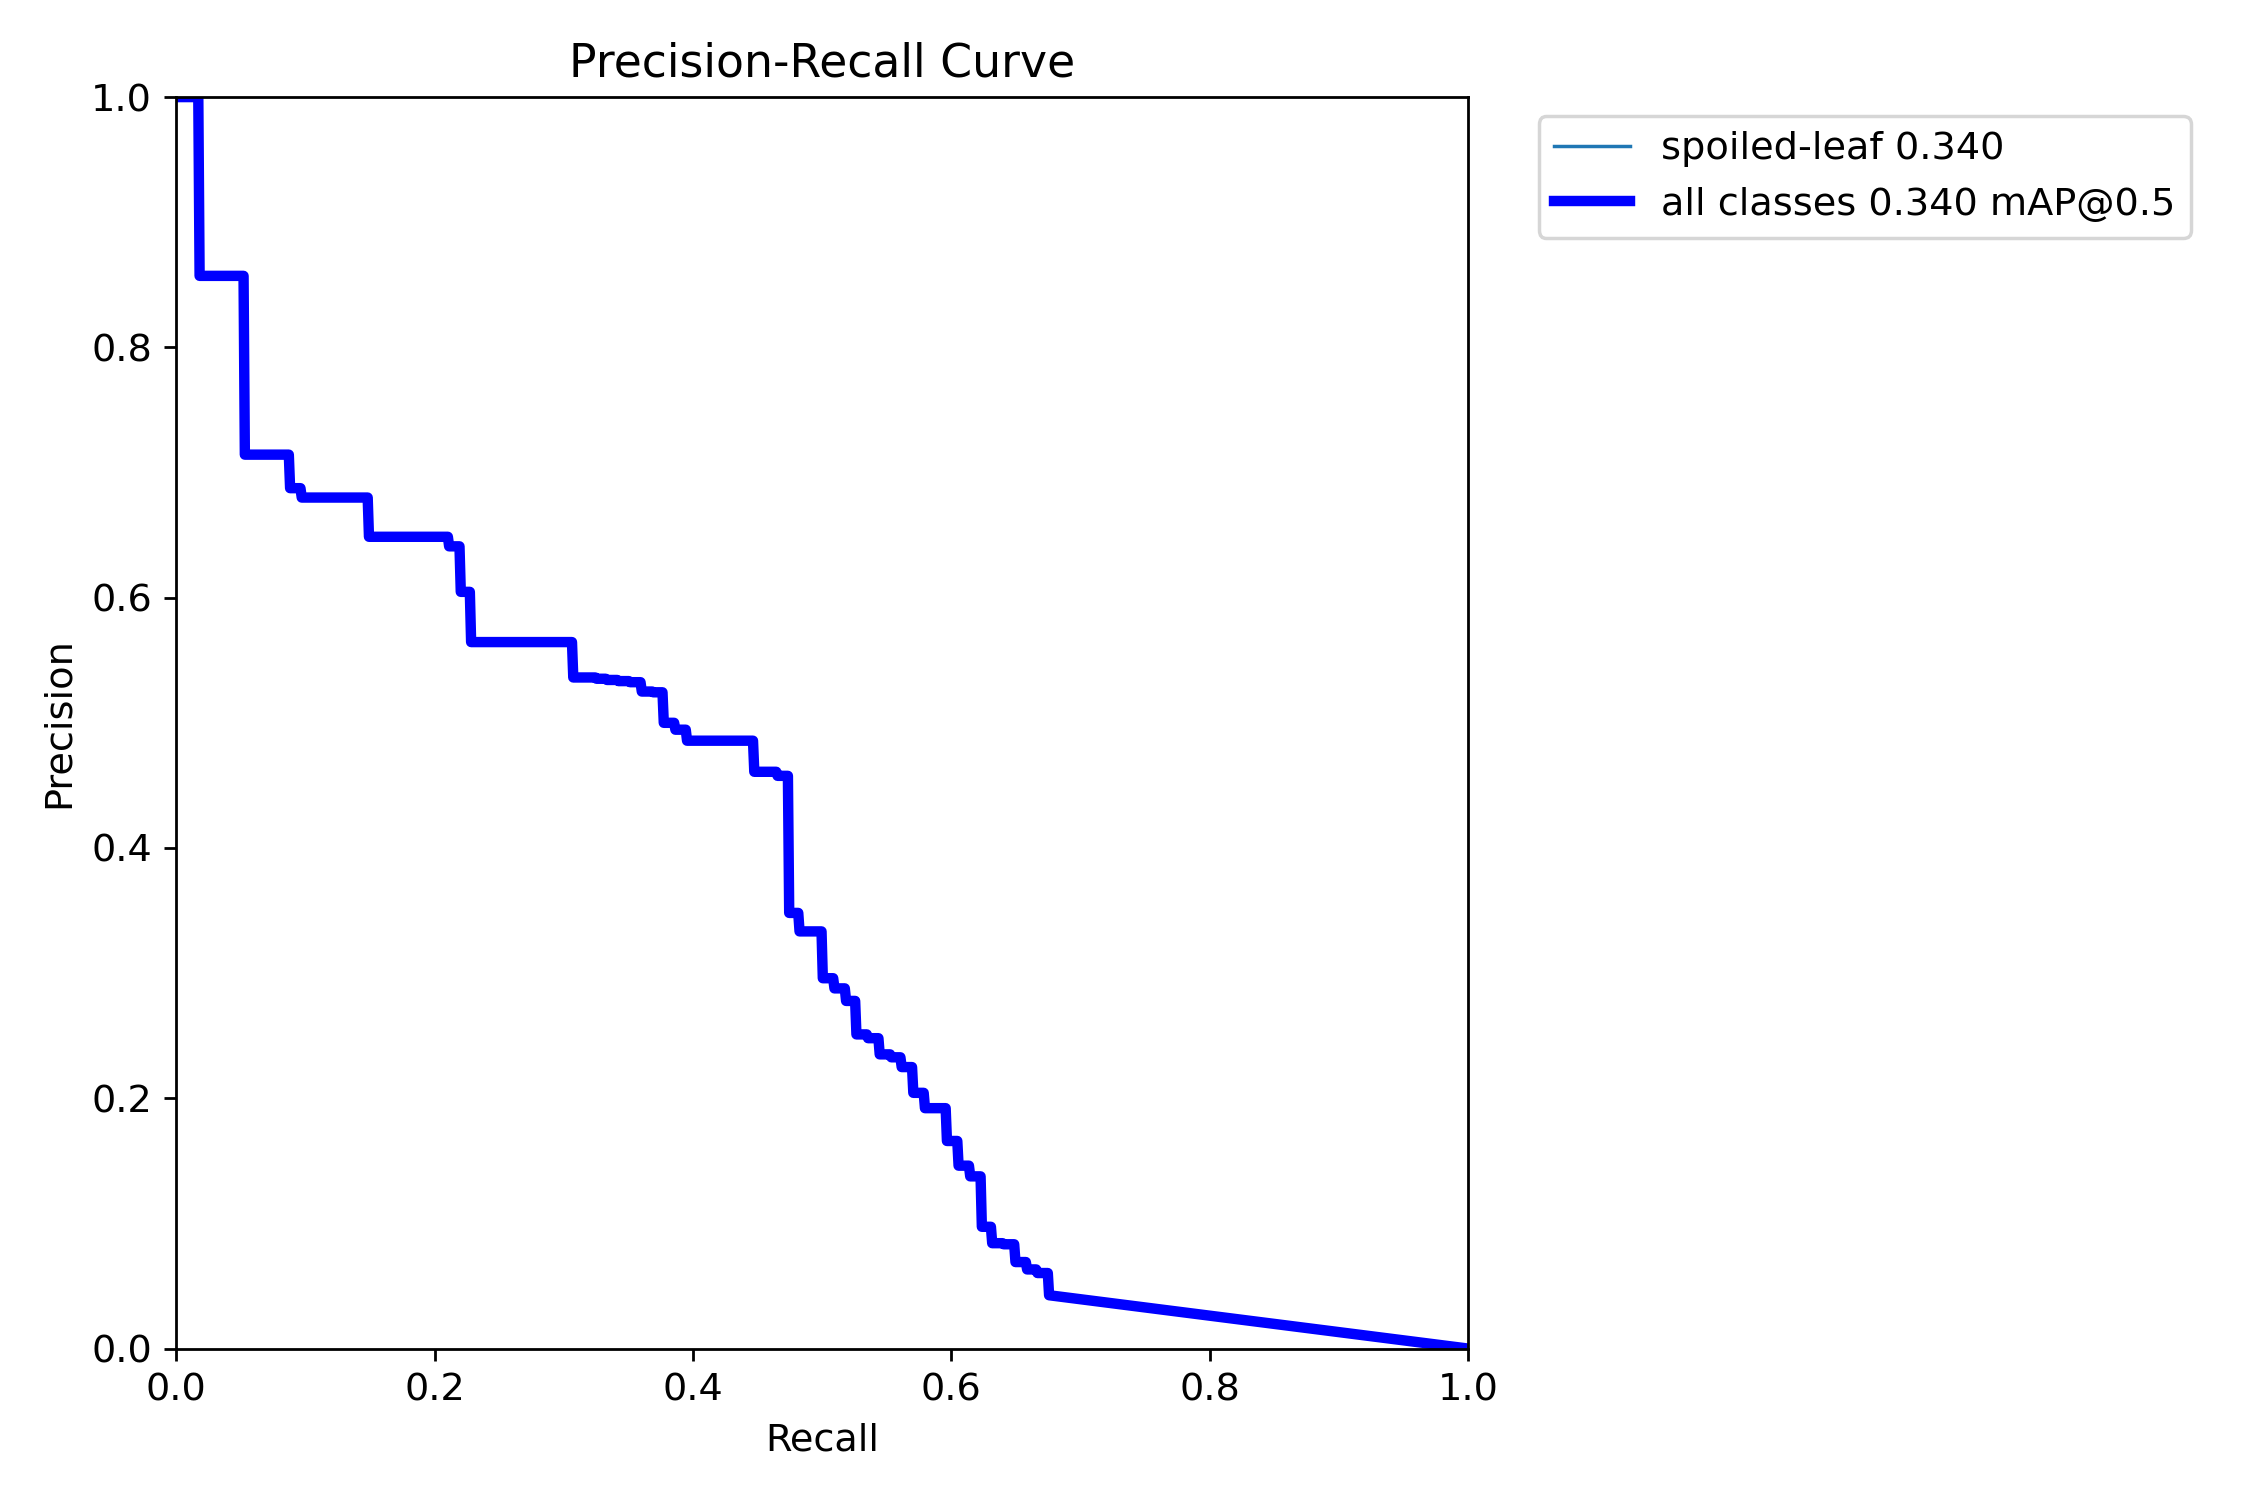 Precision-Recall Curve
spoiled-leaf 0.340
all classes 0.340 mAP@0.5
1.0
0.8
0.6
0.4
0.2
0.0
Precision
0.0 0.2 0.4 0.6 0.8 1.0
Recall